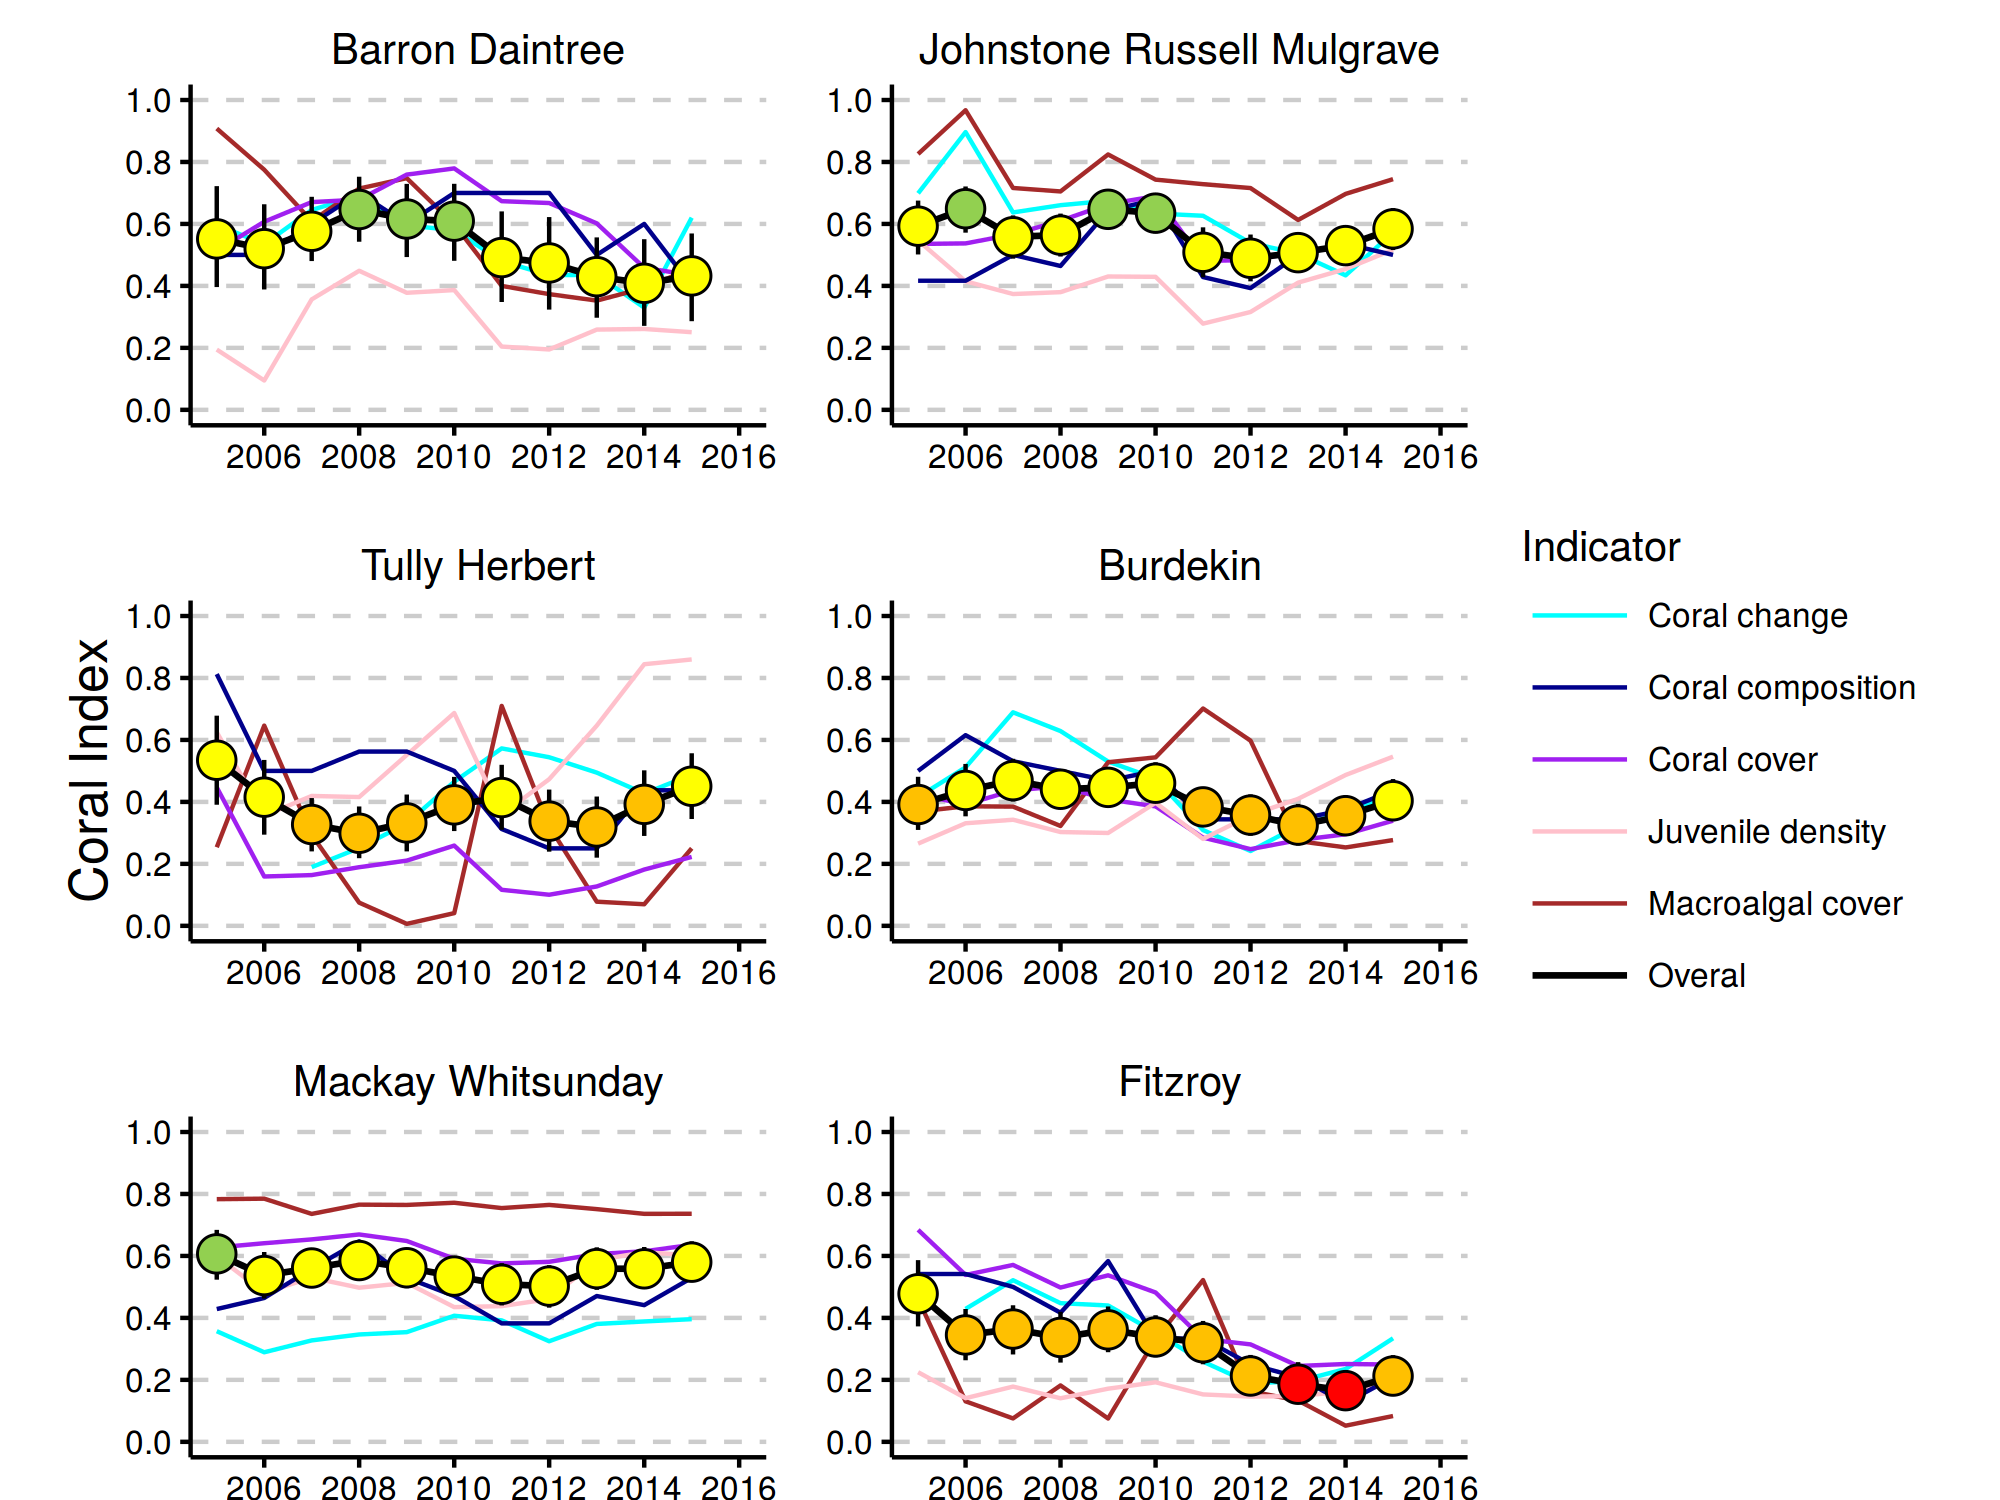 Barron Daintree
Johnstone Russell Mulgrave
1.0
0.8
0.6
0.4
0.2
0.0
2006 2008 2010 2012 2014 2016
1.0
0.8
0.6
0.4
0.2
0.0
2006 2008 2010 2012 2014 2016
Tully Herbert
Burdekin
Coral Index
1.0
0.8
0.6
0.4
0.2
0.0
2006 2008 2010 2012 2014 2016
1.0
0.8
0.6
0.4
0.2
0.0
2006 2008 2010 2012 2014 2016
Indicator
Coral change
Coral composition
Coral cover
Juvenile density
Macroalgal cover
Overal
Mackay Whitsunday
Fitzroy
1.0
0.8
0.6
0.4
0.2
0.0
2006 2008 2010 2012 2014 2016
1.0
0.8
0.6
0.4
0.2
0.0
2006 2008 2010 2012 2014 2016